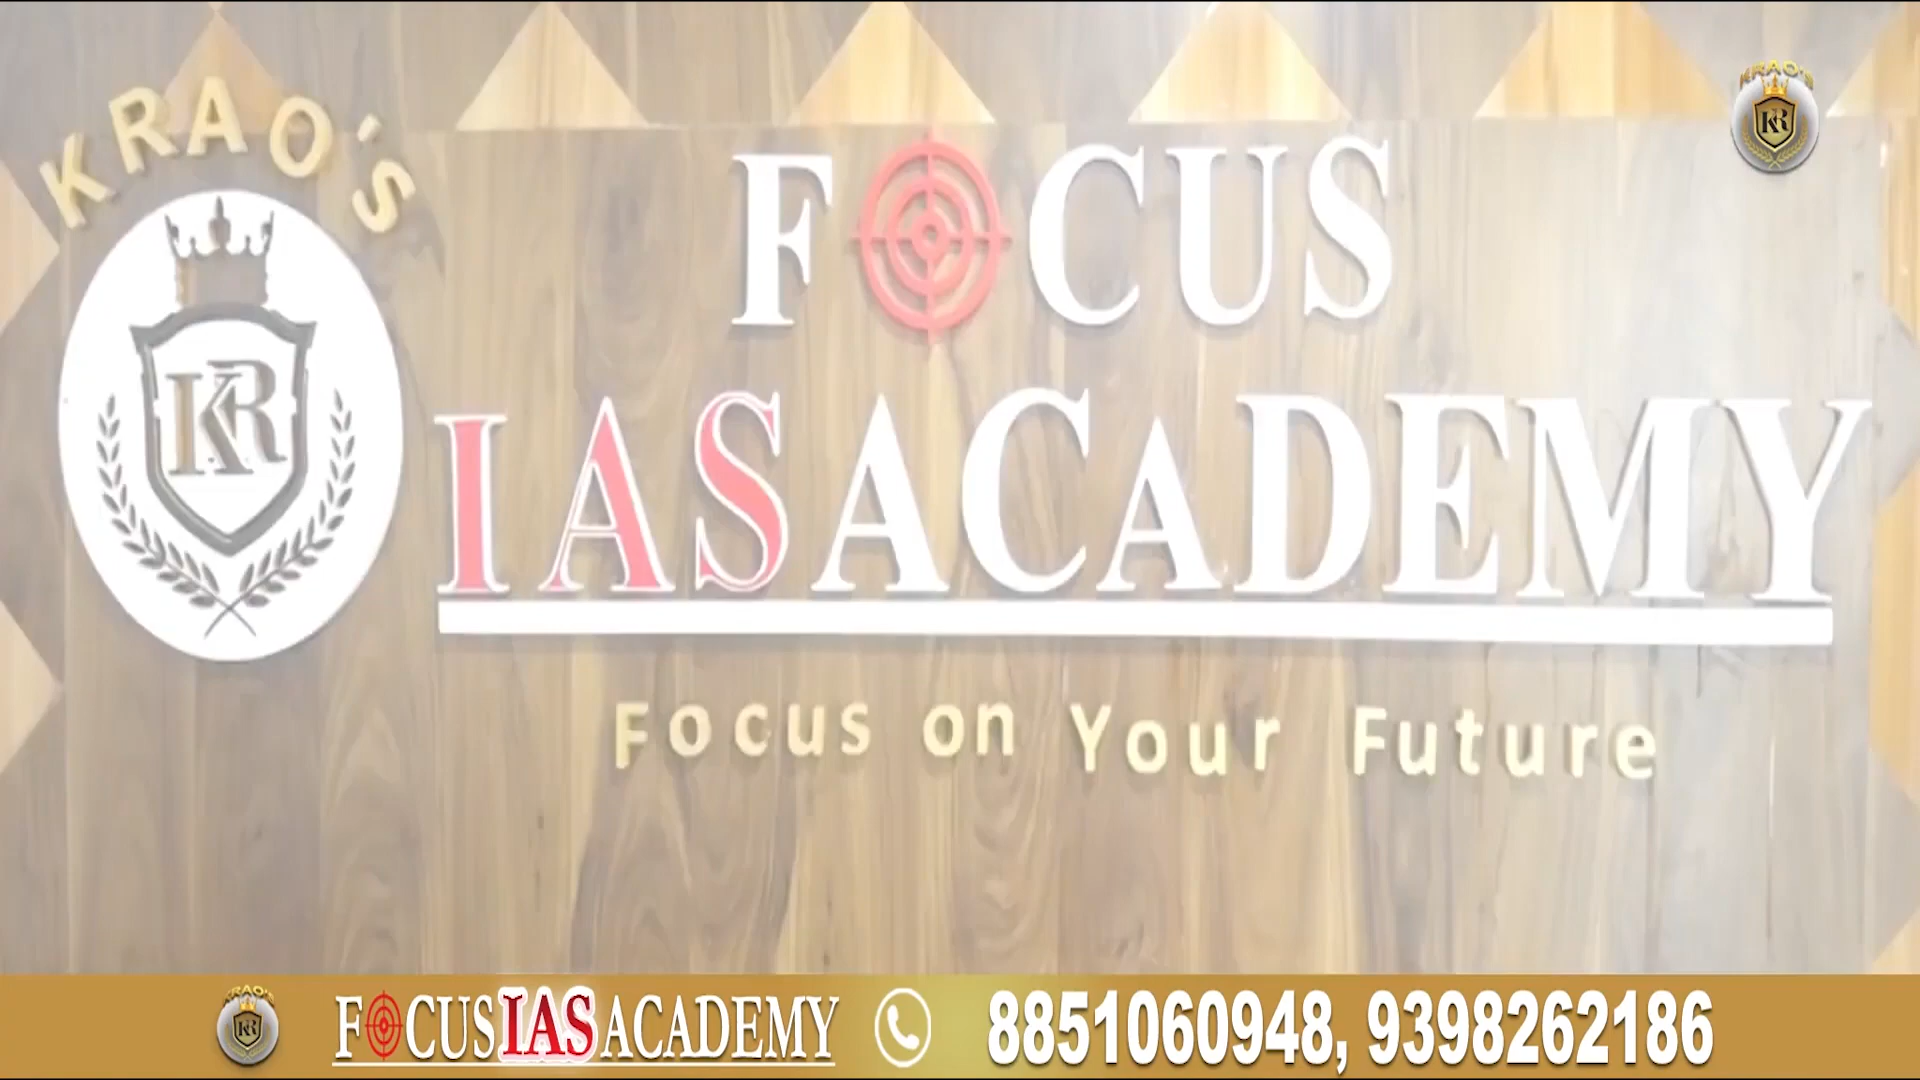 KRAO'S
KR
FOCUS
IAS ACADEMY
Focus on Your Future
KRAO'S
KR
KRAO'S
KR
FOCUS IAS ACADEMY
8851060948, 9398262186